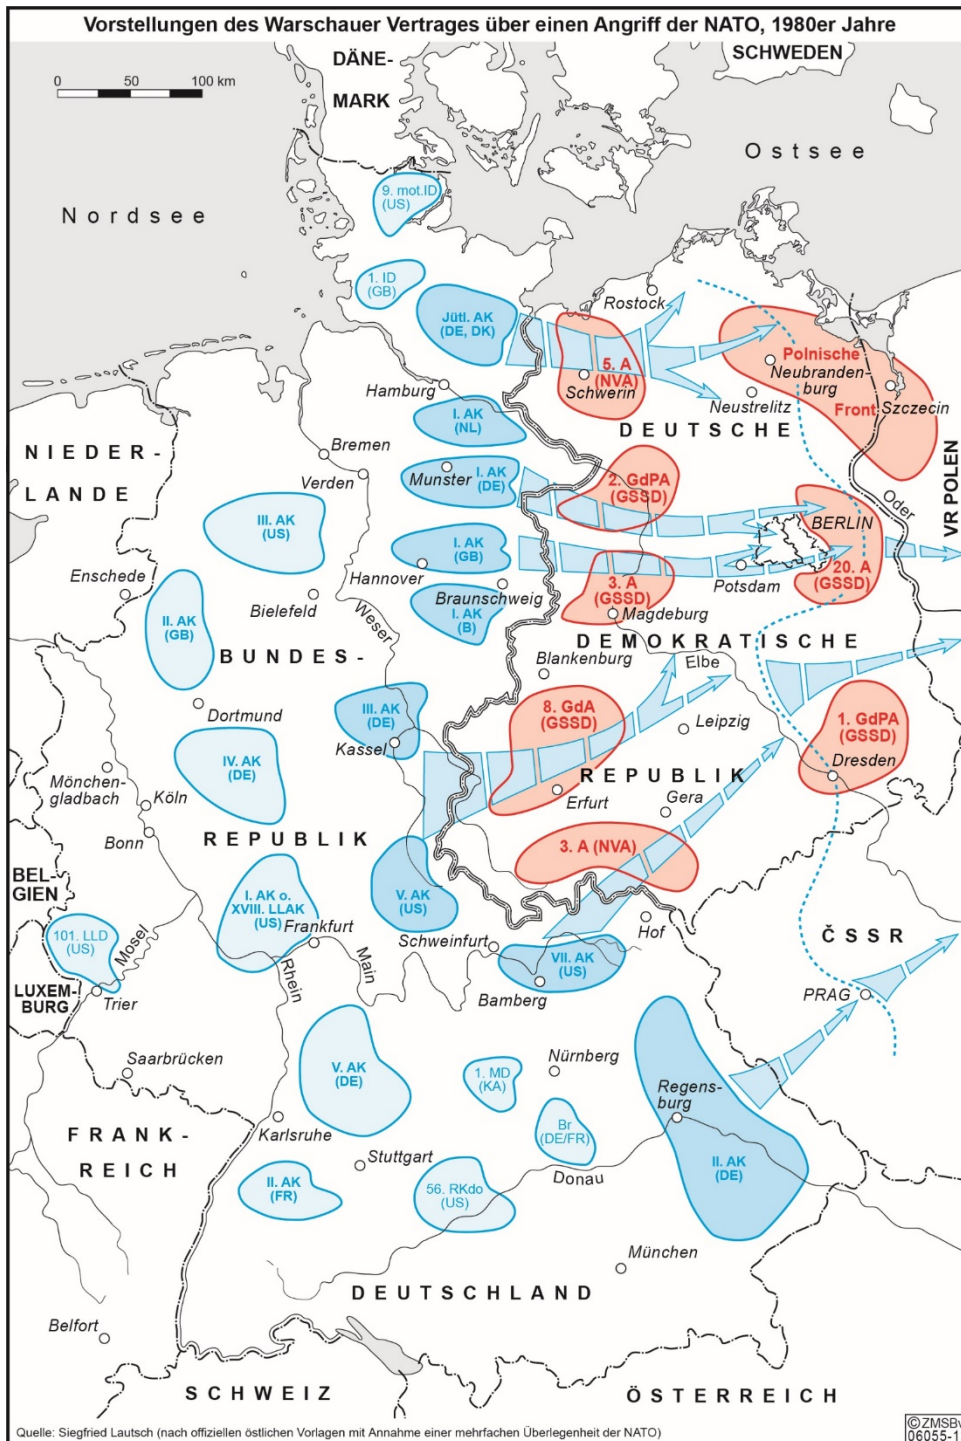 Vorstellungen des Warschauer Vertrages über einen Angriff der NATO, 1980er Jahre
0 50 100 km
DÄNE-
MARK
SCHWEDEN
Ostsee
Nordsee
9. mot.ID
(US)
1. ID
(GB)
Jütl. AK
(DE, DK)
Rostock
5. A
(NVA)
Schwerin
Polnische
Neubranden-
burg
Front
Szczecin
Neustrelitz
Hamburg
DEUTSCHE
I. AK
(NL)
Bremen
NIEDER-
LANDE
Verden
Munster
I. AK
(DE)
2. GdPA
(GSSD)
Oder
VR POLEN
III. AK
(US)
BERLIN
I. AK
(GB)
Hannover
Potsdam
20. A
(GSSD)
Enschede
Bielefeld
Braunschweig
3. A
(GSSD)
Magdeburg
II. AK
(GB)
I. AK
(B)
Weser
BUNDES-
DEMOKRATISCHE
Blankenburg
Elbe
Dortmund
III. AK
(DE)
Kassel
8. GdA
(GSSD)
Leipzig
1. GdPA
(GSSD)
Dresden
IV. AK
(DE)
Mönchen-
gladbach
Köln
REPUBLIK
Erfurt
Gera
Bonn
REPUBLIK
3. A (NVA)
BEL-
GIEN
V. AK
(US)
I. AK o.
XVIII. LLAK
(US)
Frankfurt
101. LLD
(US)
Mosel
Schweinfurt
Hof
ČSSR
Main
Rhein
VII. AK
(US)
Bamberg
LUXEM-
BURG
Trier
PRAG
Saarbrücken
V. AK
(DE)
1. MD
(KA)
Nürnberg
Regens-
burg
Karlsruhe
Br
(DE/FR)
FRANK-
REICH
Stuttgart
II. AK
(FR)
56. RKdo
(US)
Donau
II. AK
(DE)
München
DEUTSCHLAND
Belfort
SCHWEIZ
ÖSTERREICH
Quelle: Siegfried Lautsch (nach offiziellen östlichen Vorlagen mit Annahme einer mehrfachen Überlegenheit der NATO)